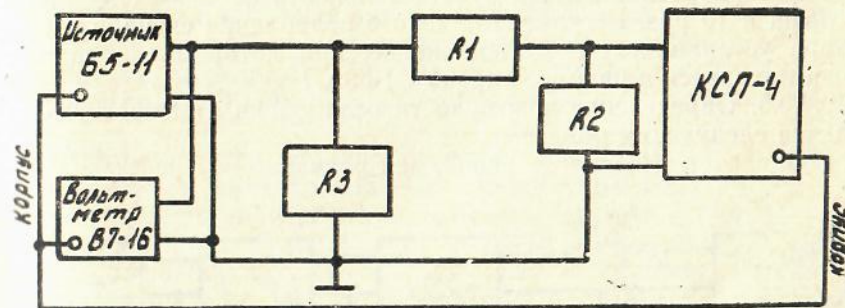 Источник
Б5-11
Вольт-
метр
В7-16
корпус
R1
R2
R3
КСП-4
корпус